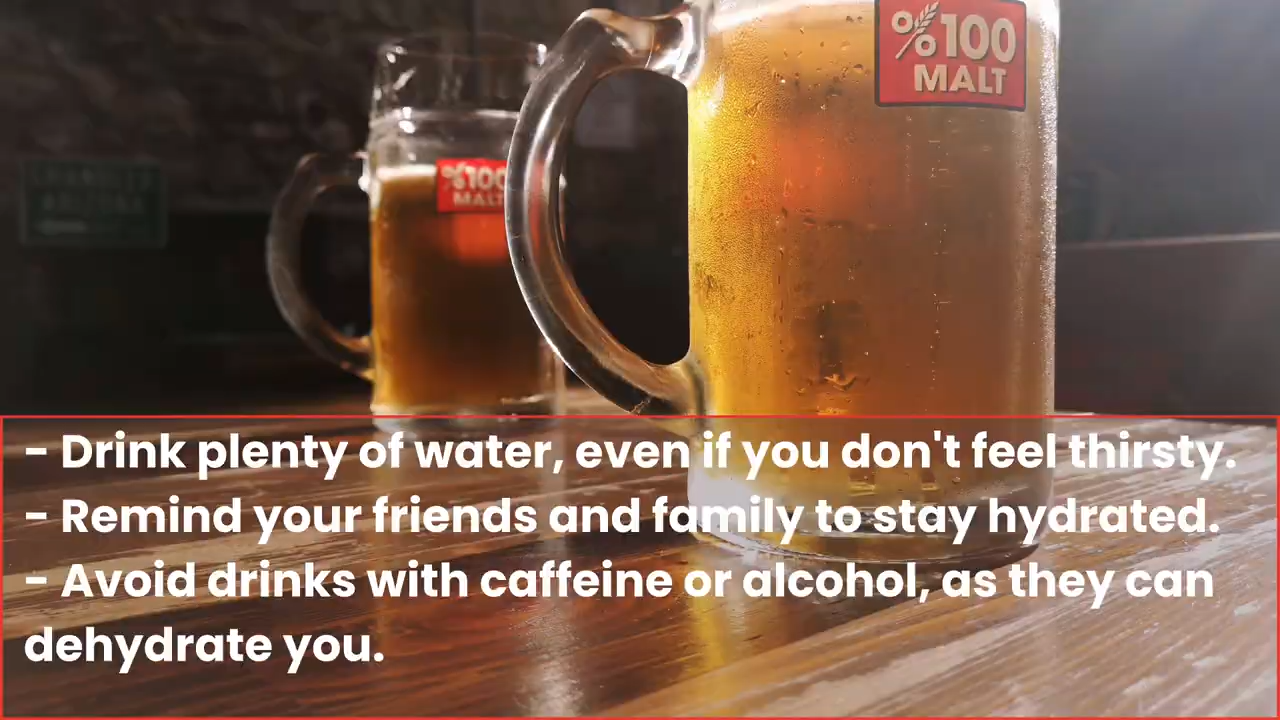 %100
MALT
%100
MALT
- Drink plenty of water, even if you don't feel thirsty.
- Remind your friends and family to stay hydrated.
- Avoid drinks with caffeine or alcohol, as they can
dehydrate you.